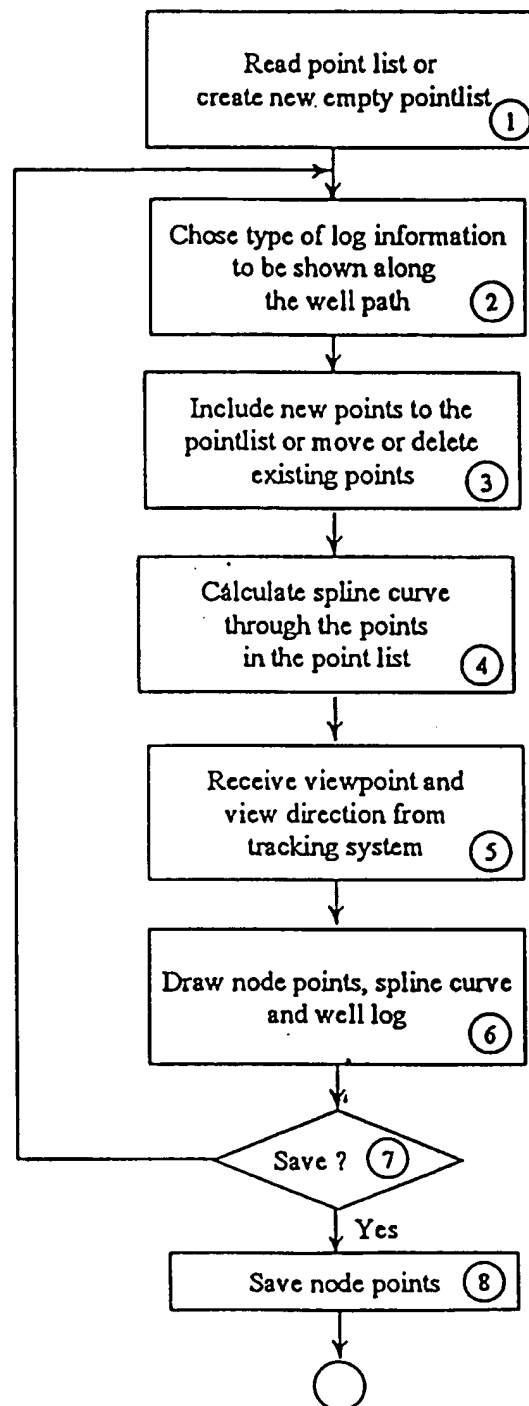 Read point list or
create new empty pointlist
1
Chose type of log information
to be shown along
the well path
2
Include new points to the
pointlist or move or delete
existing points
3
Calculate spline curve
through the points
in the point list
4
Receive viewpoint and
view direction from
tracking system
5
Draw node points, spline curve
and well log
6
Save ? 7
Yes
Save node points 8